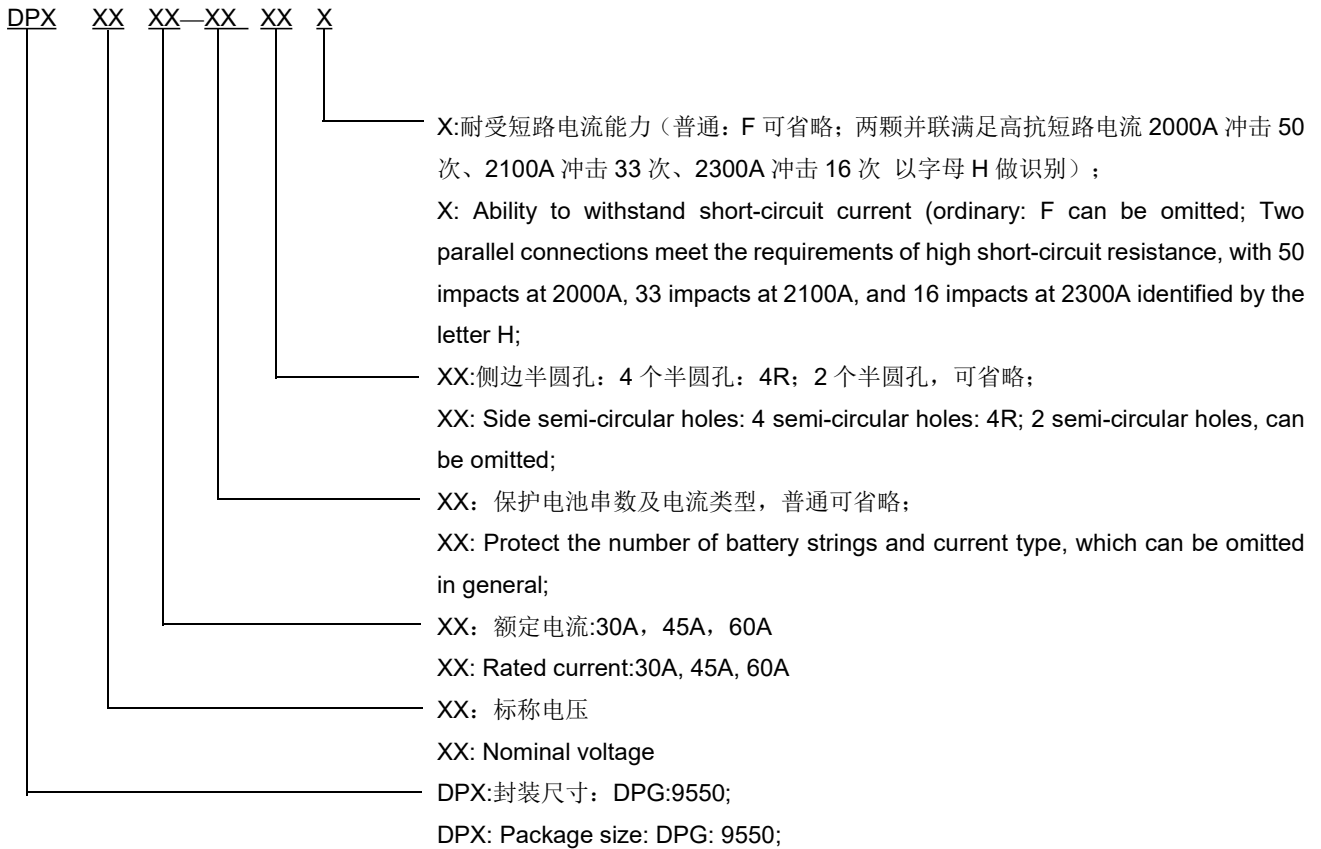 DPX XX XX—XX XX X
X:耐受短路电流能力（普通：F 可省略；两颗并联满足高抗短路电流 2000A 冲击 50
次、2100A 冲击 33 次、2300A 冲击 16 次 以字母 H 做识别）；
X: Ability to withstand short-circuit current (ordinary: F can be omitted; Two
parallel connections meet the requirements of high short-circuit resistance, with 50
impacts at 2000A, 33 impacts at 2100A, and 16 impacts at 2300A identified by the
letter H;
XX:侧边半圆孔：4 个半圆孔：4R；2 个半圆孔，可省略；
XX: Side semi-circular holes: 4 semi-circular holes: 4R; 2 semi-circular holes, can
be omitted;
XX：保护电池串数及电流类型，普通可省略；
XX: Protect the number of battery strings and current type, which can be omitted
in general;
XX：额定电流:30A，45A，60A
XX: Rated current:30A, 45A, 60A
XX：标称电压
XX: Nominal voltage
DPX:封装尺寸：DPG:9550;
DPX: Package size: DPG: 9550;